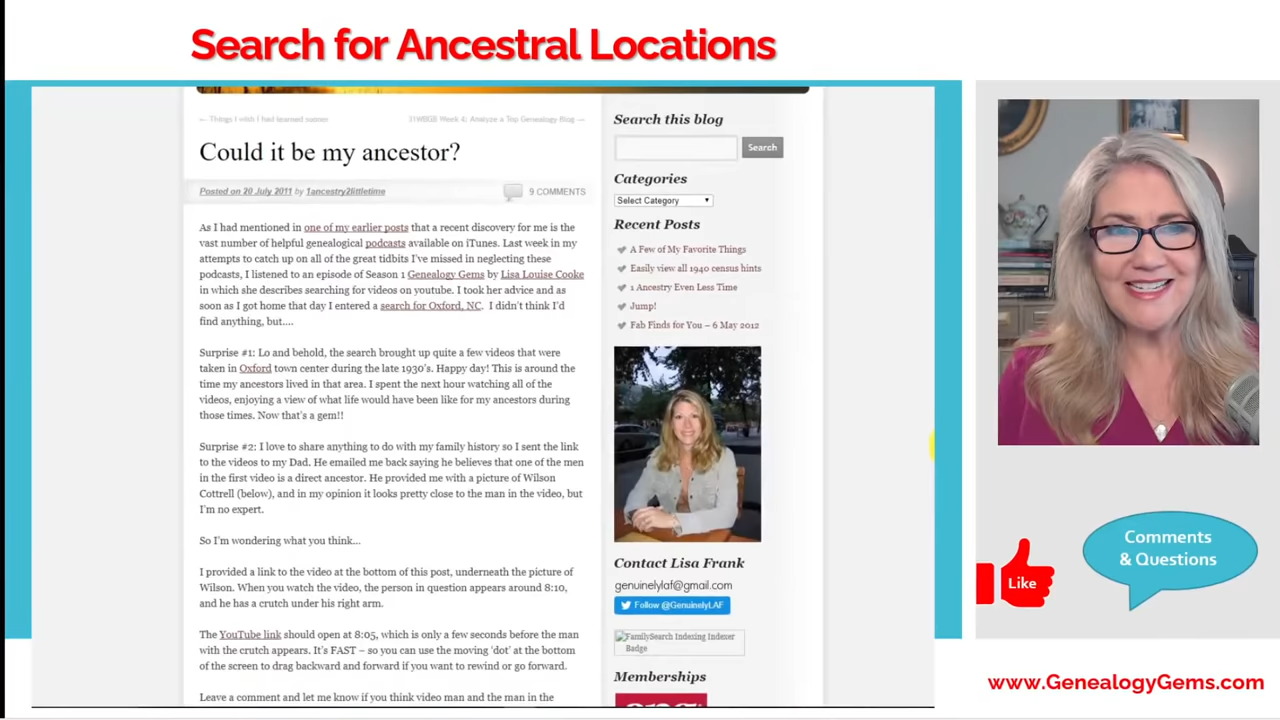 Search for Ancestral Locations
← Things I wish I had learned sooner
31WBGE Week 4: Analyze a Top Genealogy Blog →
Could it be my ancestor?
Posted on 20 July 2011 by 1ancestry2littletime
9 COMMENTS
As I had mentioned in one of my earlier posts that a recent discovery for me is the
vast number of helpful genealogical podcasts available on iTunes. Last week in my
attempts to catch up on all of the great tidbits I've missed in neglecting these
podcasts, I listened to an episode of Season 1 Genealogy Gems by Lisa Louise Cooke
in which she describes searching for videos on youtube. I took her advice and as
soon as I got home that day I entered a search for Oxford, NC. I didn't think I'd
find anything, but....
Surprise #1: Lo and behold, the search brought up quite a few videos that were
taken in Oxford town center during the late 1930's. Happy day! This is around the
time my ancestors lived in that area. I spent the next hour watching all of the
videos, enjoying a view of what life would have been like for my ancestors during
those times. Now that's a gem!!
Surprise #2: I love to share anything to do with my family history so I sent the link
to the videos to my Dad. He emailed me back saying he believes that one of the men
in the first video is a direct ancestor. He provided me with a picture of Wilson
Cottrell (below), and in my opinion it looks pretty close to the man in the video, but
I'm no expert.
So I'm wondering what you think...
I provided a link to the video at the bottom of this post, underneath the picture of
Wilson. When you watch the video, the person in question appears around 8:10,
and he has a crutch under his right arm.
The YouTube link should open at 8:05, which is only a few seconds before the man
with the crutch appears. It's FAST – so you can use the moving 'dot' at the bottom
of the screen to drag backward and forward if you want to rewind or go forward.
Leave a comment and let me know if you think video man and the man in the
Search this blog
Search
Categories
Select Category
Recent Posts
A Few of My Favorite Things
Easily view all 1940 census hints
1 Ancestry Even Less Time
Jump!
Fab Finds for You – 6 May 2012
Contact Lisa Frank
genuinelylaf@gmail.com
Follow @GenuinelyLAF
FamilySearch Indexing Indexer
Badge
Memberships
Comments
& Questions
Like
www.GenealogyGems.com